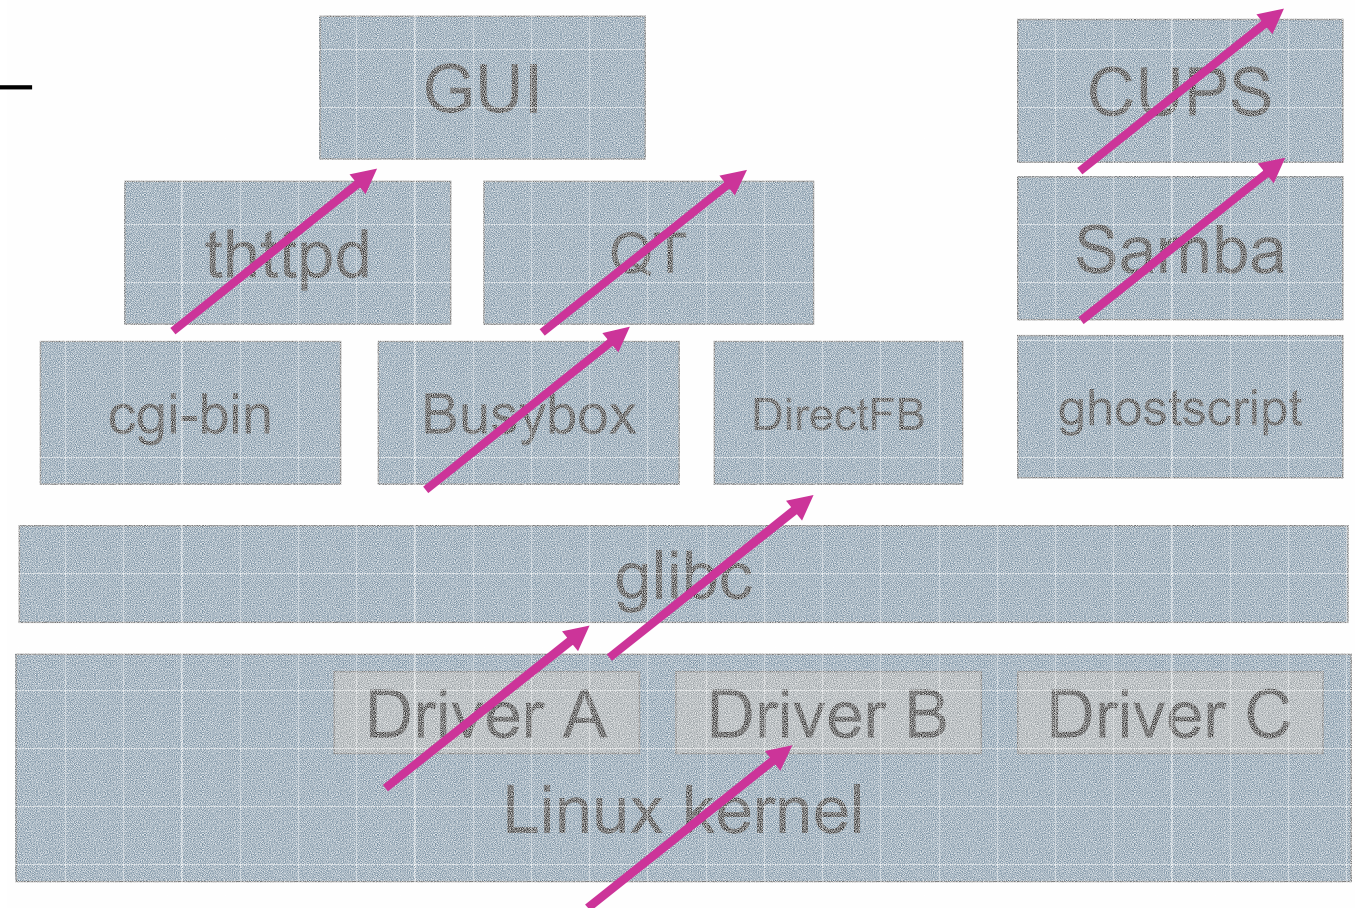 GUI
CUPS
thttpd
QT
Samba
cgi-bin
Busybox
DirectFB
ghostscript
glibc
Driver A
Driver B
Driver C
Linux kernel